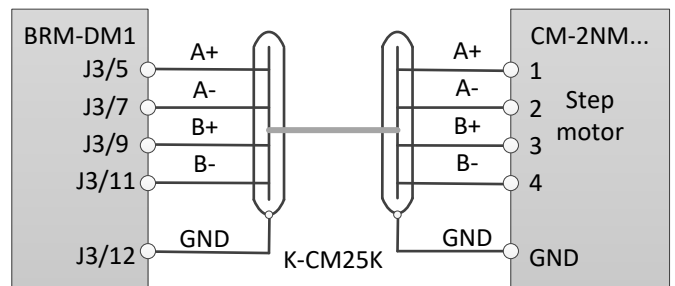 BRM-DM1 CM-2NM...
J3/5 A+ A+ 1
J3/7 A- A- 2 Step
J3/9 B+ B+ 3 motor
J3/11 B- B- 4
J3/12 GND K-CM25K GND GND